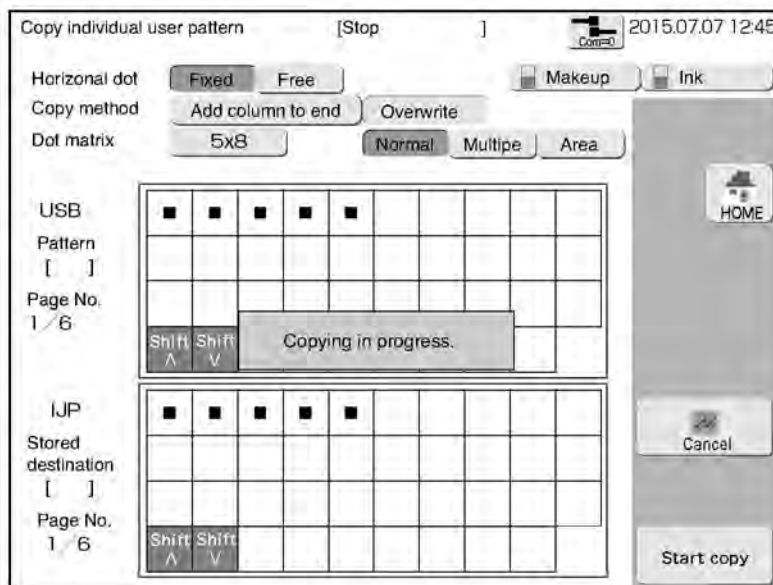 Copy individual user pattern [Stop ] Com=0 2015.07.07 12:45
Horizonal dot Fixed Free Makeup Ink
Copy method Add column to end Overwrite
Dot matrix 5x8 Normal Multipe Area
HOME
USB
Pattern
[ ]
Page No.
1/6
Shift Λ Shift V
Copying in progress.
IJP
Stored
destination
[ ]
Page No.
1/6
Shift Λ Shift V
Cancel
Start copy